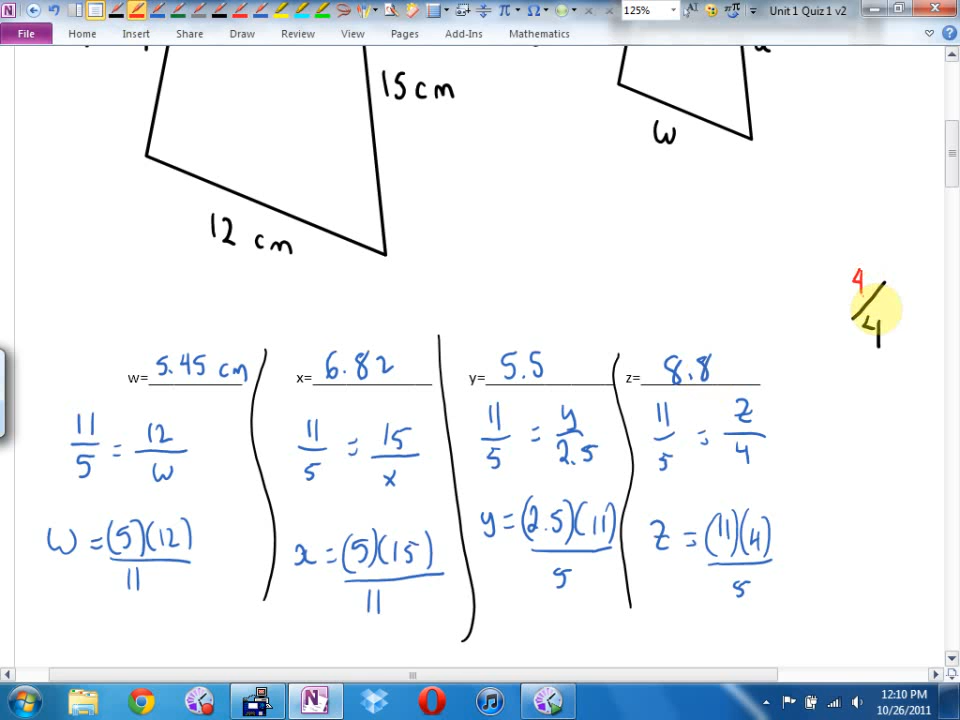 125%
Unit 1 Quiz 1 v2
File Home Insert Share Draw Review View Pages Add-Ins Mathematics
15 cm
w
12 cm
4
/
4
w= 5.45 cm x= 6.82 y= 5.5 z= 8.8
11/5 = 12/w 11/5 = 15/x 11/5 = y/2.5 11/5 = z/4
w = (5)(12)/11 x = (5)(15)/11 y = (2.5)(11)/5 z = (11)(4)/5
12:10 PM
10/26/2011